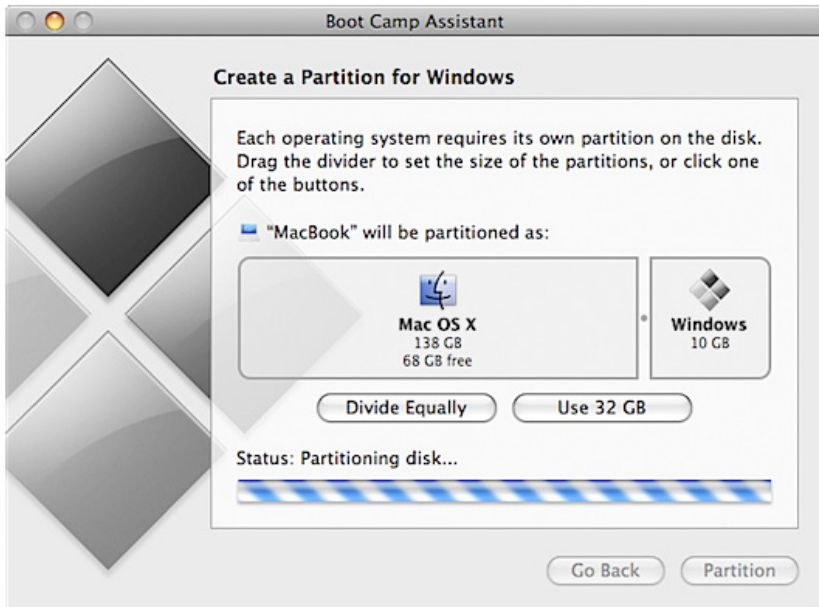 Boot Camp Assistant
Create a Partition for Windows
Each operating system requires its own partition on the disk.
Drag the divider to set the size of the partitions, or click one
of the buttons.
"MacBook" will be partitioned as:
Mac OS X
138 GB
68 GB free
Windows
10 GB
Divide Equally
Use 32 GB
Status: Partitioning disk...
Go Back
Partition